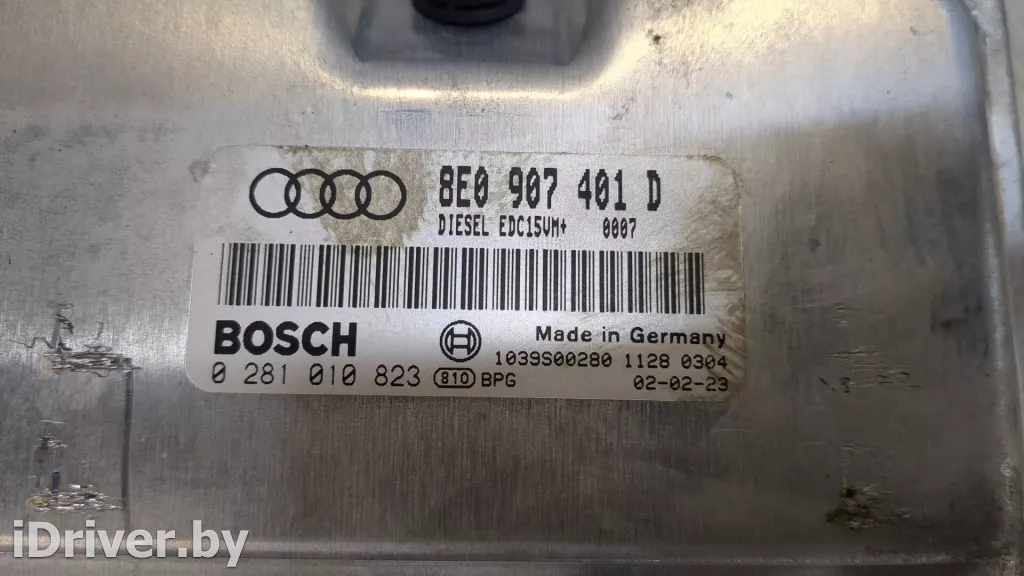 8E0 907 401 D
DIESEL EDC15VM+ 0007
BOSCH
Made in Germany
1039S00280 1128 0304
0 281 010 823 810 BPG 02-02-23
iDriver.by